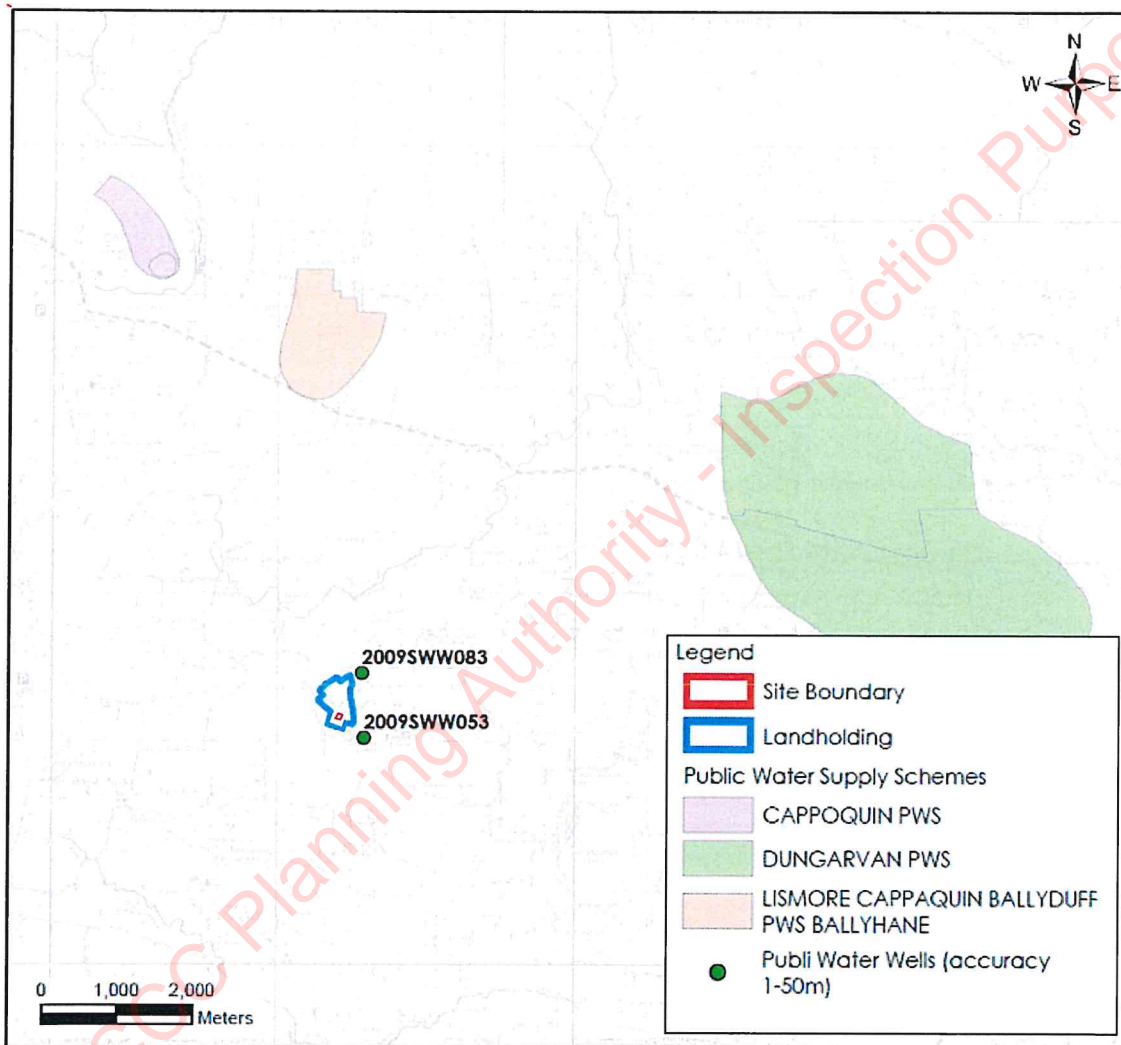 N
W E
S
CCC Planning Authority - Inspection Purpo
2009SWW083
2009SWW053
Legend
Site Boundary
Landholding
Public Water Supply Schemes
CAPPOQUIN PWS
DUNGARVAN PWS
LISMORE CAPPAQUIN BALLYDUFF
PWS BALLYHANE
Publi Water Wells (accuracy
1-50m)
0 1,000 2,000
Meters